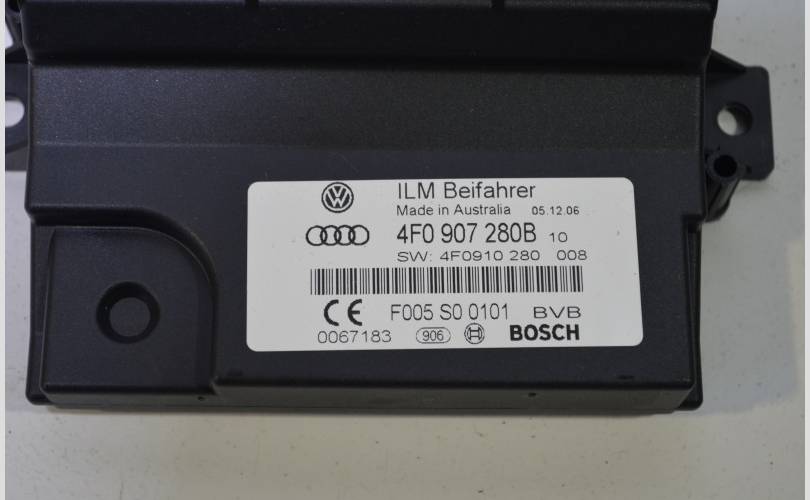 ILM Beifahrer
Made in Australia 05.12.06
4F0 907 280B 10
SW: 4F0910 280 008
CE F005 S0 0101 BVB
0067183 906 BOSCH